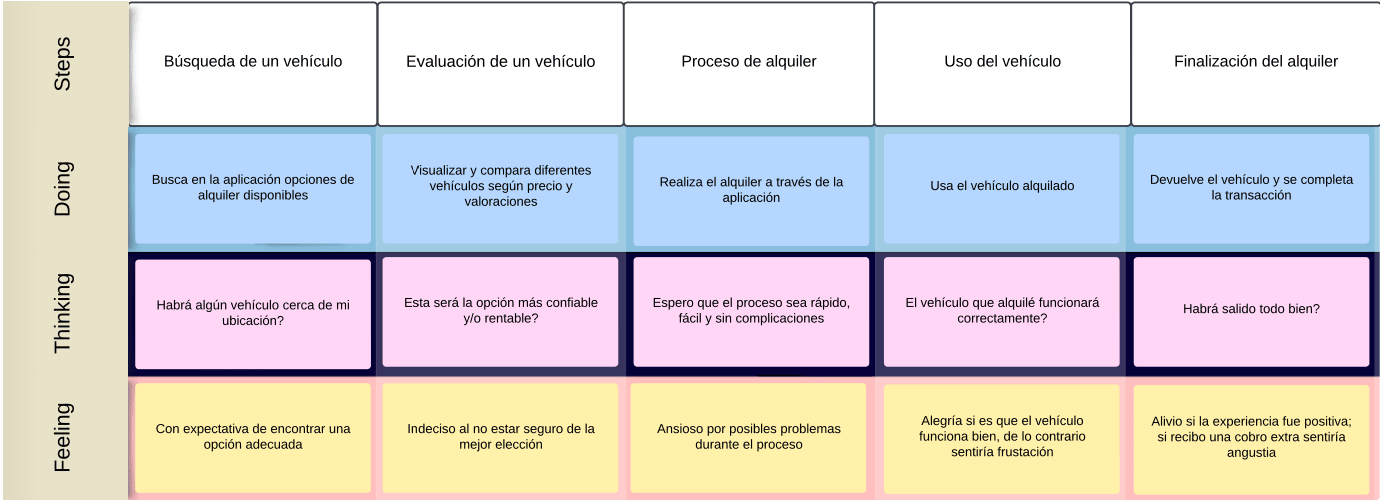 Steps
Búsqueda de un vehículo
Evaluación de un vehículo
Proceso de alquiler
Uso del vehículo
Finalización del alquiler
Doing
Busca en la aplicación opciones de
alquiler disponibles
Visualizar y compara diferentes
vehículos según precio y
valoraciones
Realiza el alquiler a través de la
aplicación
Usa el vehículo alquilado
Devuelve el vehículo y se completa
la transacción
Thinking
Habrá algún vehículo cerca de mi
ubicación?
Esta será la opción más confiable
y/o rentable?
Espero que el proceso sea rápido,
fácil y sin complicaciones
El vehículo que alquilé funcionará
correctamente?
Habrá salido todo bien?
Feeling
Con expectativa de encontrar una
opción adecuada
Indeciso al no estar seguro de la
mejor elección
Ansioso por posibles problemas
durante el proceso
Alegría si es que el vehículo
funciona bien, de lo contrario
sentiría frustación
Alivio si la experiencia fue positiva;
si recibo una cobro extra sentiría
angustia